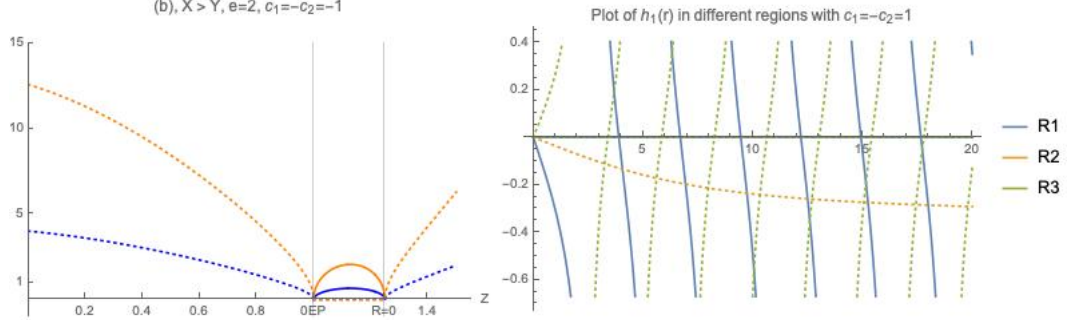 (b), X > Y, e=2, c₁=−c₂=−1
15
10
5
1
0.2
0.4
0.6
0.8
0EP
R=0
1.4
Z
Plot of h₁(r) in different regions with c₁=−c₂=1
0.4
0.2
−0.2
−0.4
−0.6
5
10
15
20
R1
R2
R3